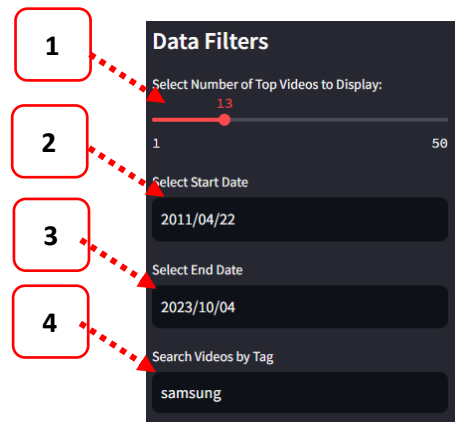 1
Data Filters
Select Number of Top Videos to Display:
13
1
50
2
Select Start Date
2011/04/22
3
Select End Date
2023/10/04
4
Search Videos by Tag
samsung